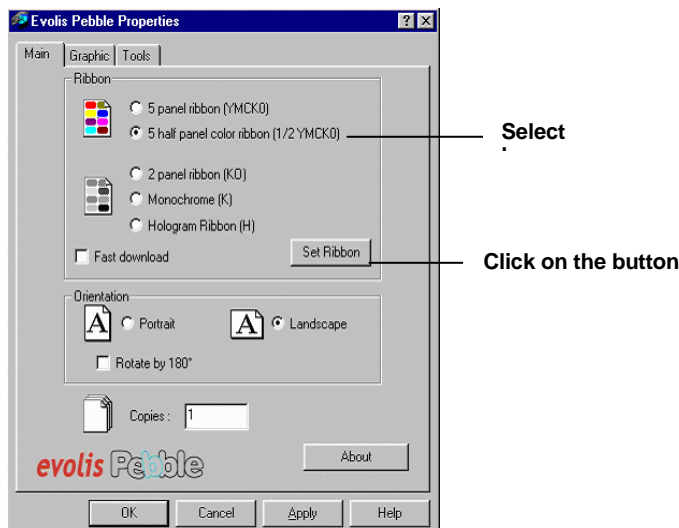 Evolis Pebble Properties
Main Graphic Tools
Ribbon
5 panel ribbon (YMCKO)
5 half panel color ribbon (1/2 YMCKO)
Select
2 panel ribbon (KO)
Monochrome (K)
Hologram Ribbon (H)
Fast download
Set Ribbon
Click on the button
Orientation
A Portrait
A Landscape
Rotate by 180°
Copies : 1
evolis Pebble
About
OK Cancel Apply Help